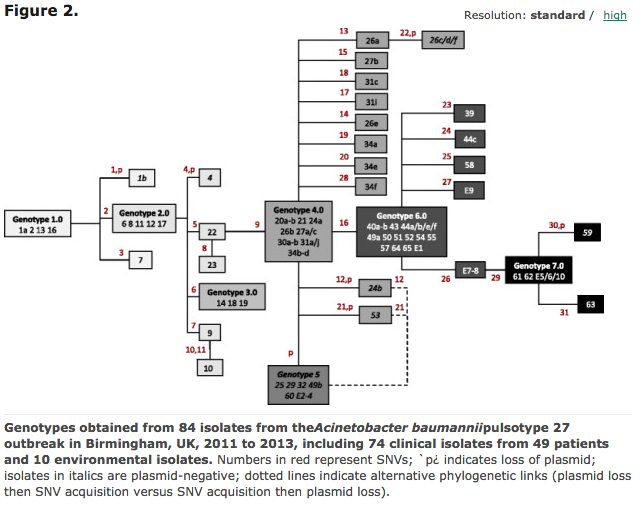 Figure 2.
Resolution: standard / high
13
26a
22,p
26c/d/f
15
27b
18
31c
17
31i
14
26e
19
34a
20
34e
28
34f
23
39
24
44c
25
58
27
E9
1,p
1b
4,p
4
Genotype 1.0
1a 2 13 16
2
Genotype 2.0
6 8 11 12 17
3
7
5
22
8
23
9
Genotype 4.0
20a-b 21 24a
26b 27a/c
30a-b 31a/j
34b-d
16
Genotype 6.0
40a-b 43 44a/b/e/f
49a 50 51 52 54 55
57 64 65 E1
6
Genotype 3.0
14 18 19
7
9
10,11
10
12,p
24b
12
21,p
53
21
p
Genotype 5
25 29 32 49b
60 E2-4
26
E7-8
29
Genotype 7.0
61 62 E5/6/10
30,p
59
31
63
Genotypes obtained from 84 isolates from theAcinetobacter baumanniipulsotype 27
outbreak in Birmingham, UK, 2011 to 2013, including 74 clinical isolates from 49 patients
and 10 environmental isolates. Numbers in red represent SNVs; `p¿ indicates loss of plasmid;
isolates in italics are plasmid-negative; dotted lines indicate alternative phylogenetic links (plasmid loss
then SNV acquisition versus SNV acquisition then plasmid loss).